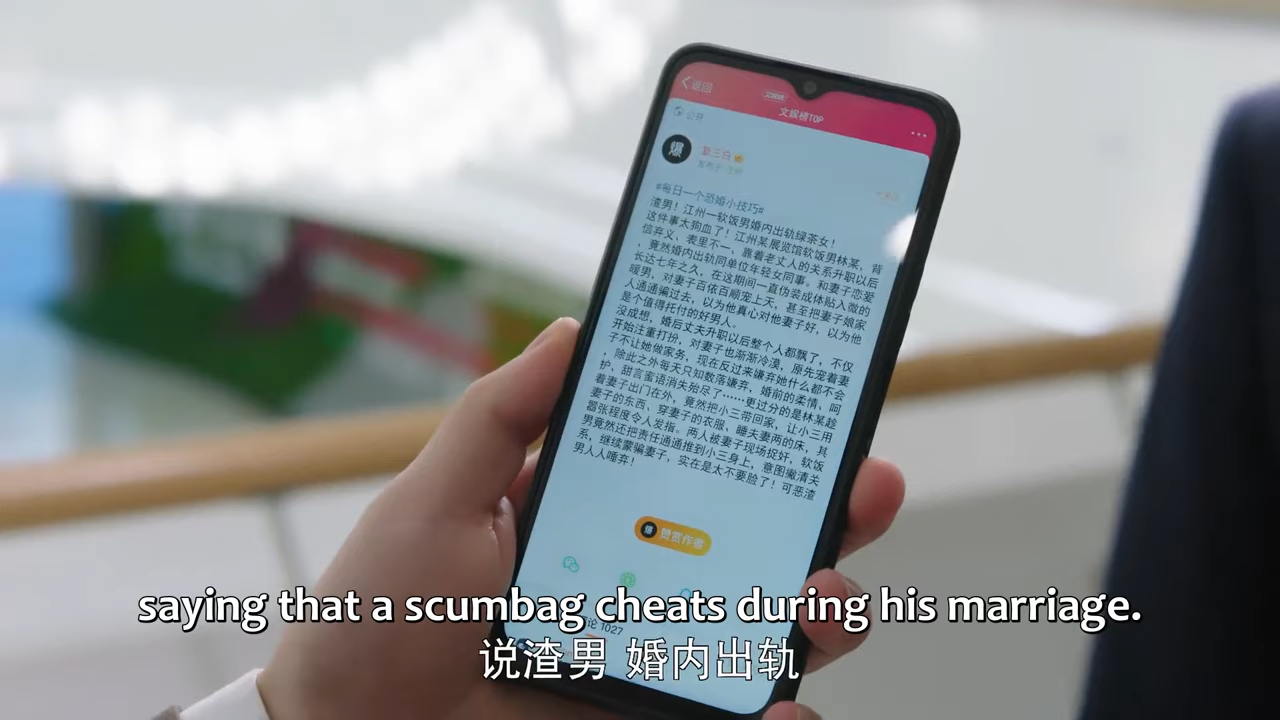 返回
文娱榜TOP
公开
爆
#每日一个恐婚小技巧#
渣男！江州一软饭男婚内出轨绿茶女！
这件事太狗血了！江州某展览馆软饭男林某，背
信弃义、表里不一，靠着老丈人的关系升职以后
，竟然婚内出轨同单位年轻女同事。和妻子恋爱
长达七年之久，在这期间一直伪装成体贴入微的
暖男，对妻子百依百顺宠上天，甚至把妻子娘家
人通通骗过去，以为他真心对他妻子好，以为他
是个值得托付的好男人。
没成想，婚后丈夫升职以后整个人都飘了，不仅
开始注重打扮，对妻子也渐渐冷漠，原先宠着妻
子不让她做家务，现在反过来嫌弃她什么都不会
，除此之外每天只知数落嫌弃，婚前的柔情、呵
护、甜言蜜语消失殆尽了……更过分的是林某趁
着妻子出门在外，竟然把小三带回家，让小三用
妻子的东西、穿妻子的衣服、睡夫妻两的床，其
嚣张程度令人发指。两人被妻子现场捉奸，软饭
男竟然还把责任通通推到小三身上，意图撇清关
系，继续蒙骗妻子，实在是太不要脸了！可恶渣
男人人唾弃！
爆 赞赏作者
论 1027
saying that a scumbag cheats during his marriage.
说渣男 婚内出轨